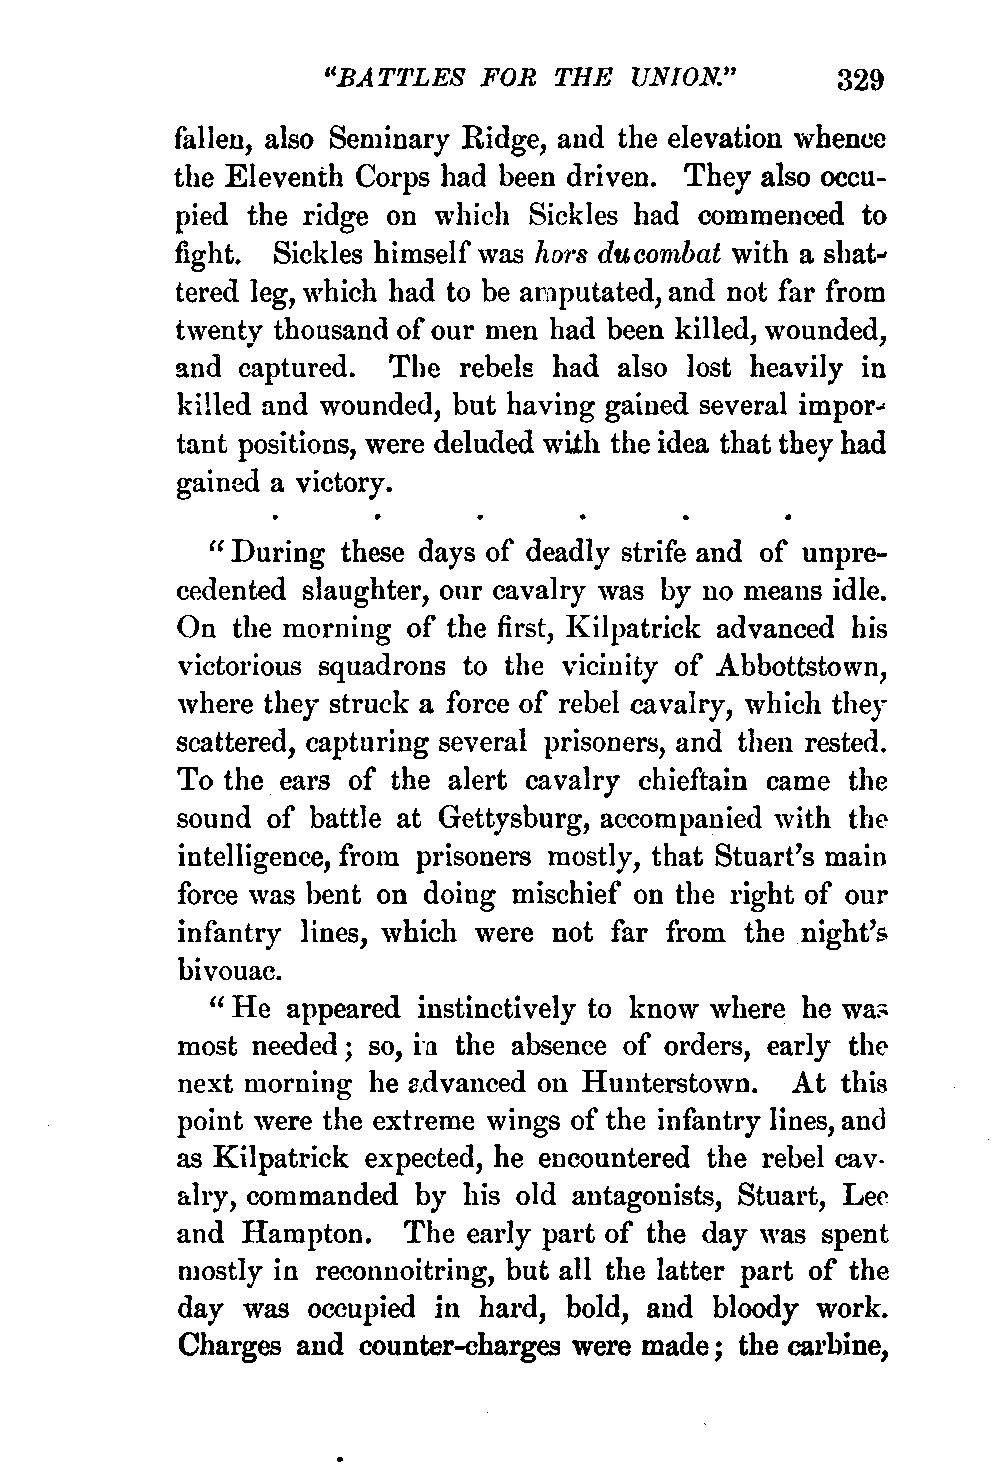 "BATTLES FOR THE UNION." 329
fallen, also Seminary Ridge, and the elevation whence
the Eleventh Corps had been driven. They also occu-
pied the ridge on which Sickles had commenced to
fight. Sickles himself was hors du combat with a shat-
tered leg, which had to be amputated, and not far from
twenty thousand of our men had been killed, wounded,
and captured. The rebels had also lost heavily in
killed and wounded, but having gained several impor-
tant positions, were deluded with the idea that they had
gained a victory.
. . . . . .
"During these days of deadly strife and of unpre-
cedented slaughter, our cavalry was by no means idle.
On the morning of the first, Kilpatrick advanced his
victorious squadrons to the vicinity of Abbottstown,
where they struck a force of rebel cavalry, which they
scattered, capturing several prisoners, and then rested.
To the ears of the alert cavalry chieftain came the
sound of battle at Gettysburg, accompanied with the
intelligence, from prisoners mostly, that Stuart's main
force was bent on doing mischief on the right of our
infantry lines, which were not far from the night's
bivouac.
"He appeared instinctively to know where he was
most needed; so, in the absence of orders, early the
next morning he advanced on Hunterstown. At this
point were the extreme wings of the infantry lines, and
as Kilpatrick expected, he encountered the rebel cav-
alry, commanded by his old antagonists, Stuart, Lee
and Hampton. The early part of the day was spent
mostly in reconnoitring, but all the latter part of the
day was occupied in hard, bold, and bloody work.
Charges and counter-charges were made; the carbine,